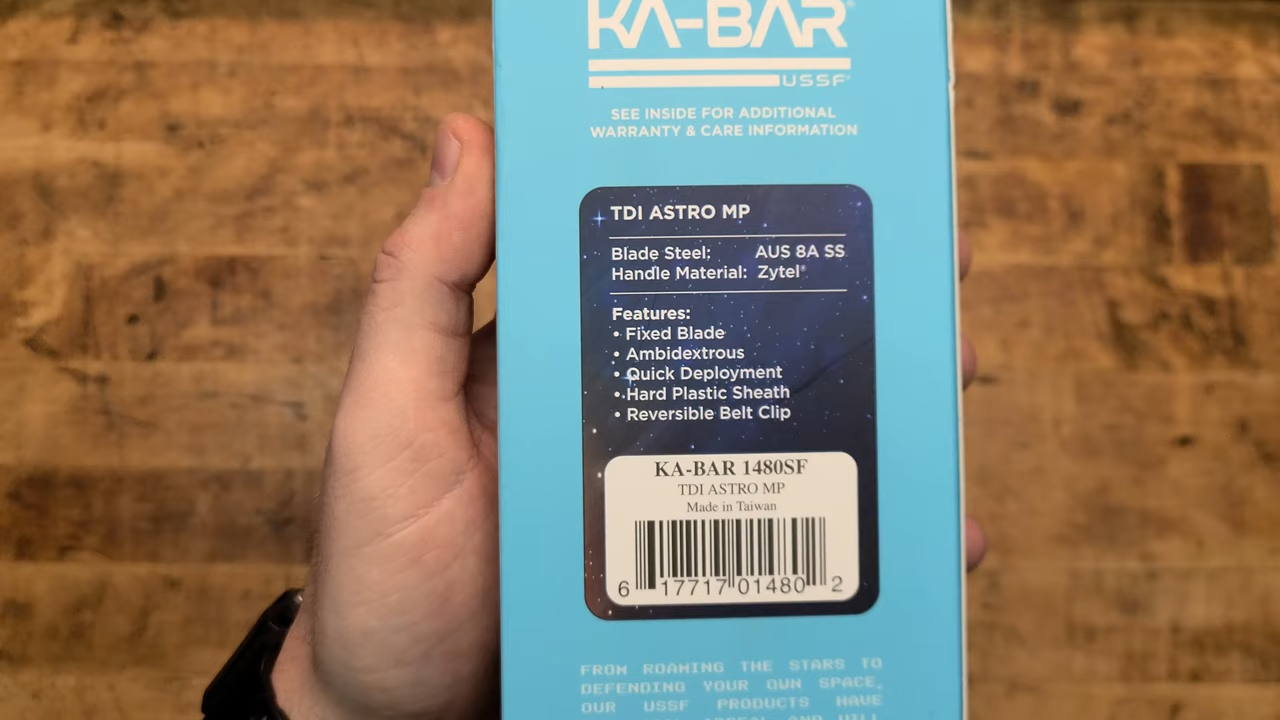 KA-BAR®
USSF®
SEE INSIDE FOR ADDITIONAL
WARRANTY & CARE INFORMATION
TDI ASTRO MP
Blade Steel: AUS 8A SS
Handle Material: Zytel®
Features:
• Fixed Blade
• Ambidextrous
• Quick Deployment
• Hard Plastic Sheath
• Reversible Belt Clip
KA-BAR 1480SF
TDI ASTRO MP
Made in Taiwan
6 17717 01480 2
FROM ROAMING THE STARS TO
DEFENDING YOUR OWN SPACE,
OUR USSF PRODUCTS HAVE
AND WILL